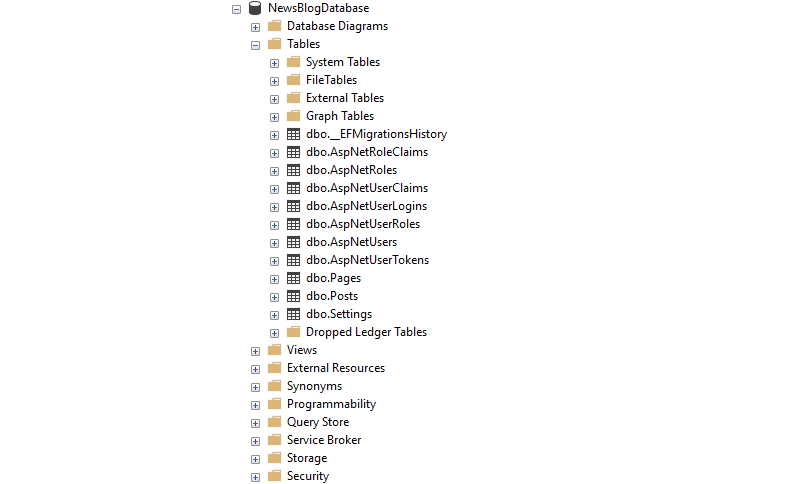 NewsBlogDatabase
Database Diagrams
Tables
System Tables
FileTables
External Tables
Graph Tables
dbo.__EFMigrationsHistory
dbo.AspNetRoleClaims
dbo.AspNetRoles
dbo.AspNetUserClaims
dbo.AspNetUserLogins
dbo.AspNetUserRoles
dbo.AspNetUsers
dbo.AspNetUserTokens
dbo.Pages
dbo.Posts
dbo.Settings
Dropped Ledger Tables
Views
External Resources
Synonyms
Programmability
Query Store
Service Broker
Storage
Security